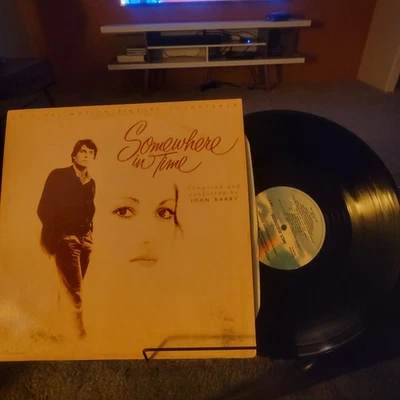 ORIGINAL MOTION PICTURE SOUNDTRACK
Somewhere
in Time
Composed and
conducted by
JOHN BARRY